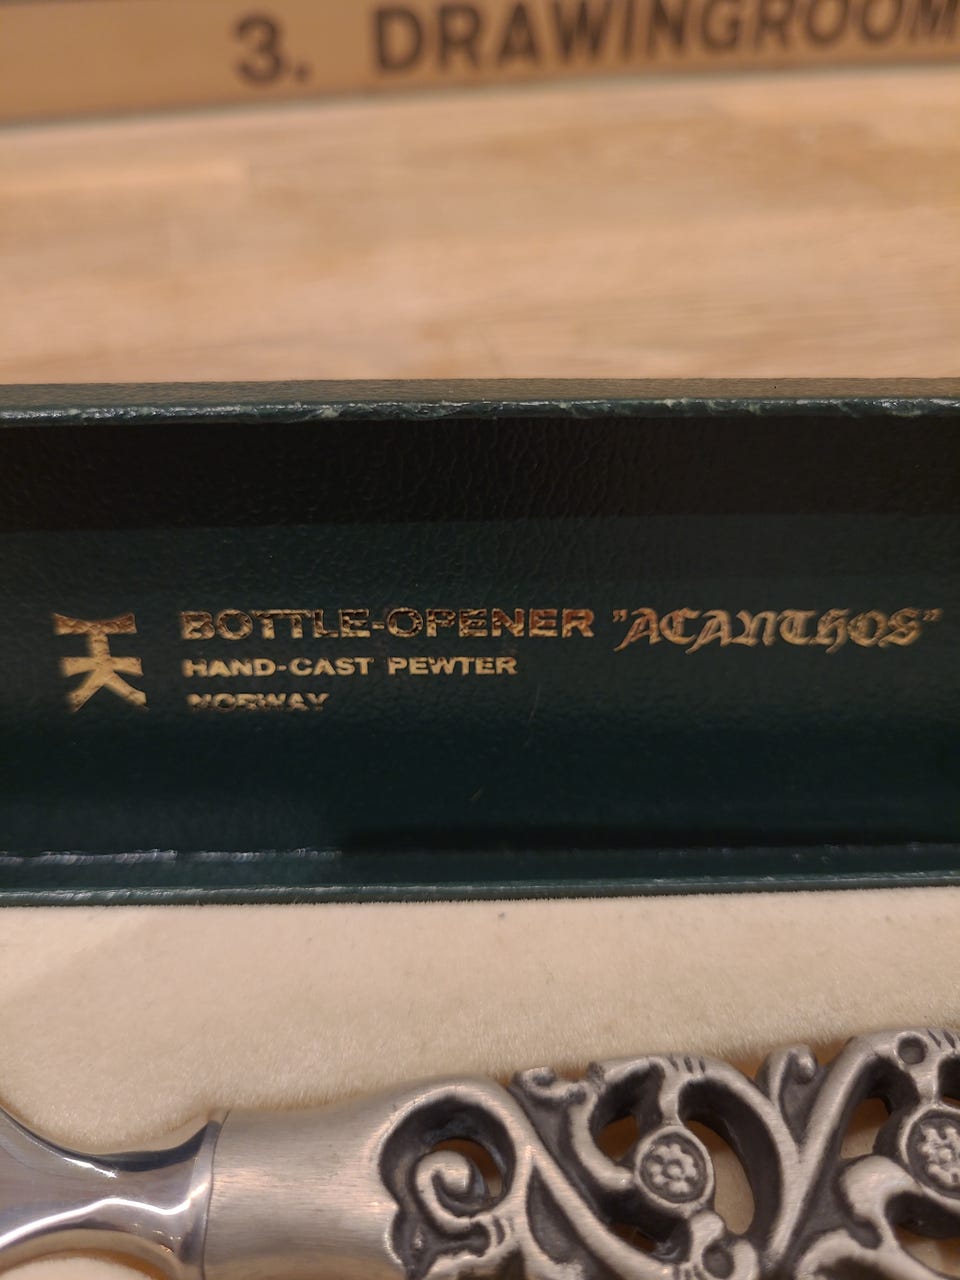 3. DRAWINGROOM
BOTTLE-OPENER "ACANTHOS"
HAND-CAST PEWTER
NORWAY